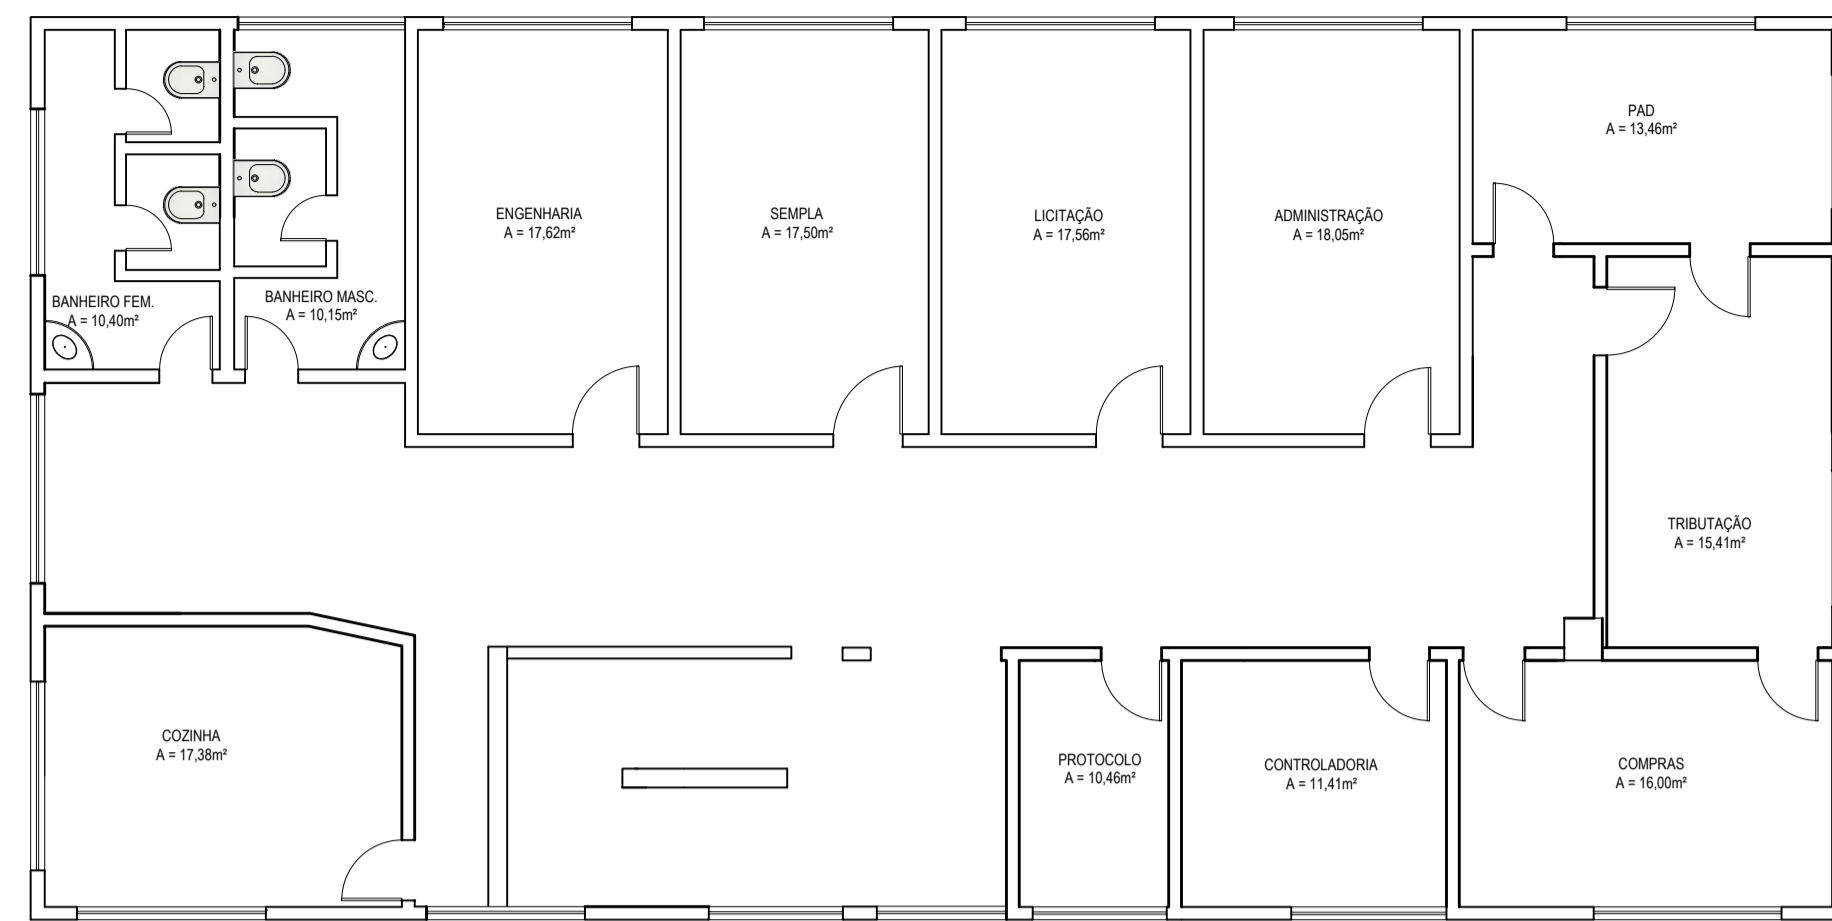 PAD
A = 13,46m²
ENGENHARIA
A = 17,62m²
SEMPLA
A = 17,50m²
LICITAÇÃO
A = 17,56m²
ADMINISTRAÇÃO
A = 18,05m²
BANHEIRO FEM.
A = 10,40m²
BANHEIRO MASC.
A = 10,15m²
TRIBUTAÇÃO
A = 15,41m²
COZINHA
A = 17,38m²
PROTOCOLO
A = 10,46m²
CONTROLADORIA
A = 11,41m²
COMPRAS
A = 16,00m²